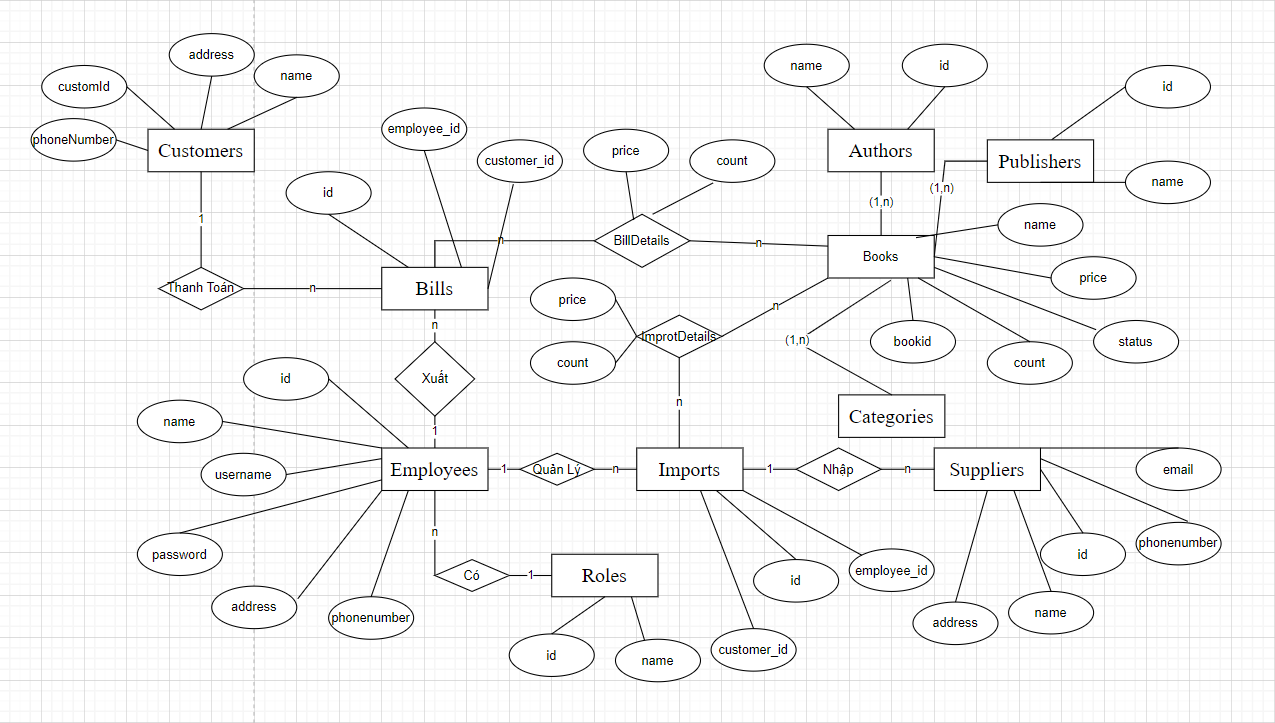 address
name
customId
phoneNumber
Customers
1
Thanh Toán
n
id
employee_id
customer_id
Bills
n
price
count
BillDetails
n
name
id
Authors
(1,n)
id
Publishers
name
(1,n)
Books
name
price
status
count
bookid
(1,n)
Categories
price
count
ImprotDetails
n
n
n
Xuất
1
id
name
username
password
address
phonenumber
Employees
1
Quản Lý
n
Imports
1
Nhập
n
Suppliers
email
phonenumber
id
name
address
n
Có
1
Roles
id
name
id
employee_id
customer_id